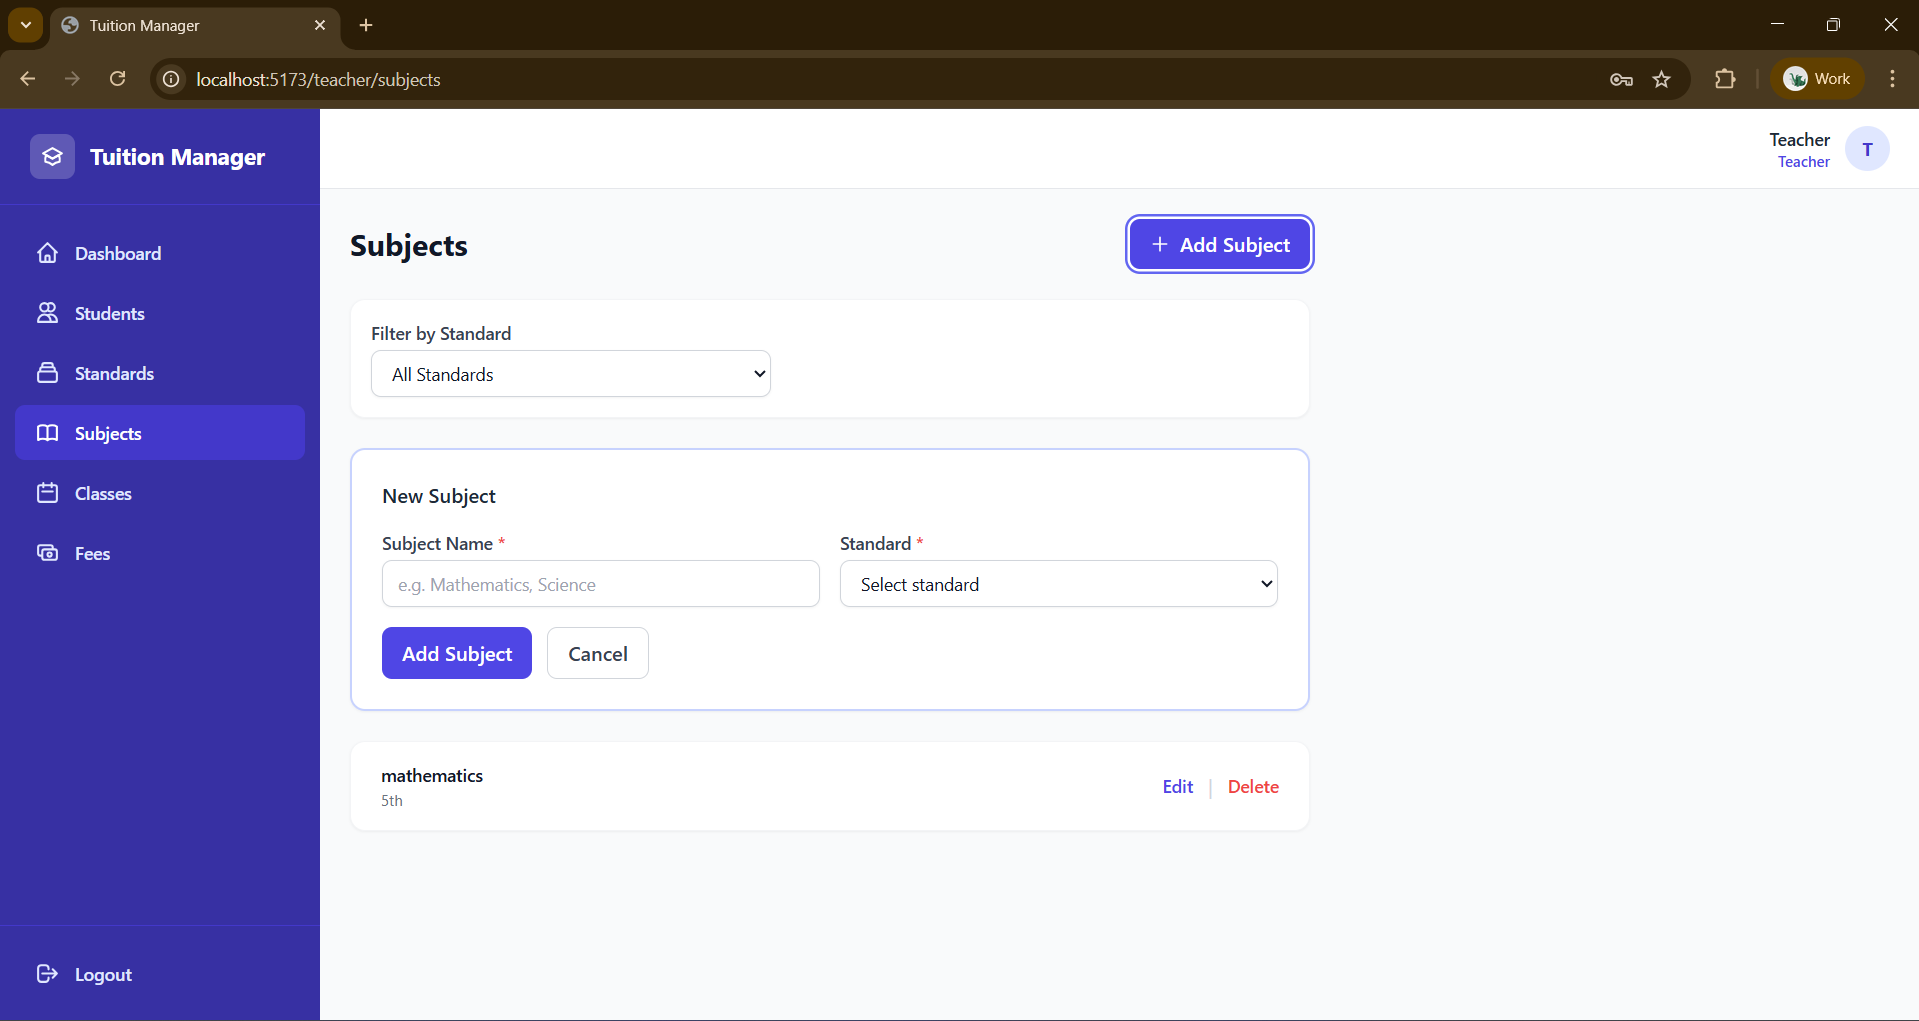 Tuition Manager
localhost:5173/teacher/subjects
Work
Tuition Manager
Teacher
Teacher
T
Dashboard
Students
Standards
Subjects
Classes
Fees
Logout
Subjects
+ Add Subject
Filter by Standard
All Standards
New Subject
Subject Name * Standard *
e.g. Mathematics, Science Select standard
Add Subject Cancel
mathematics
5th
Edit | Delete